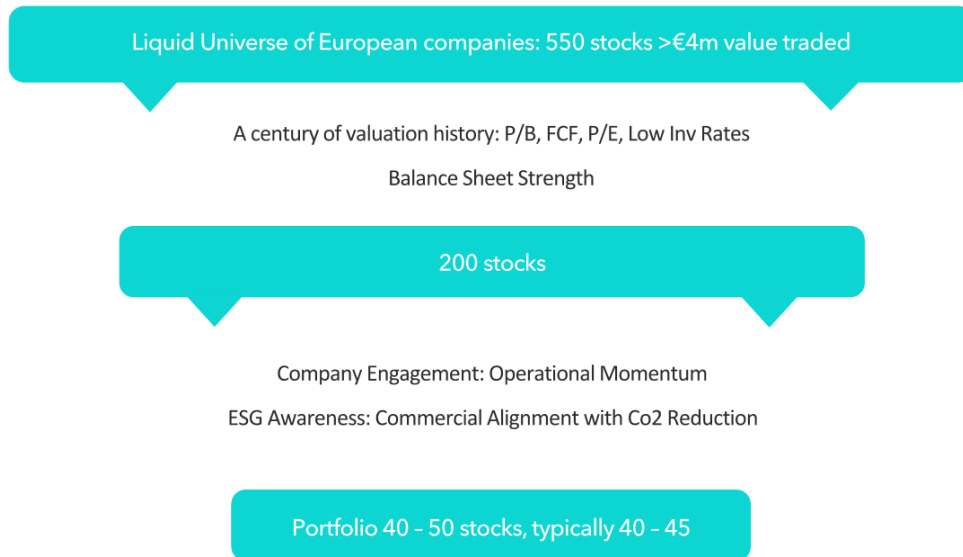 Liquid Universe of European companies: 550 stocks >€4m value traded
A century of valuation history: P/B, FCF, P/E, Low Inv Rates
Balance Sheet Strength
200 stocks
Company Engagement: Operational Momentum
ESG Awareness: Commercial Alignment with Co2 Reduction
Portfolio 40 – 50 stocks, typically 40 – 45